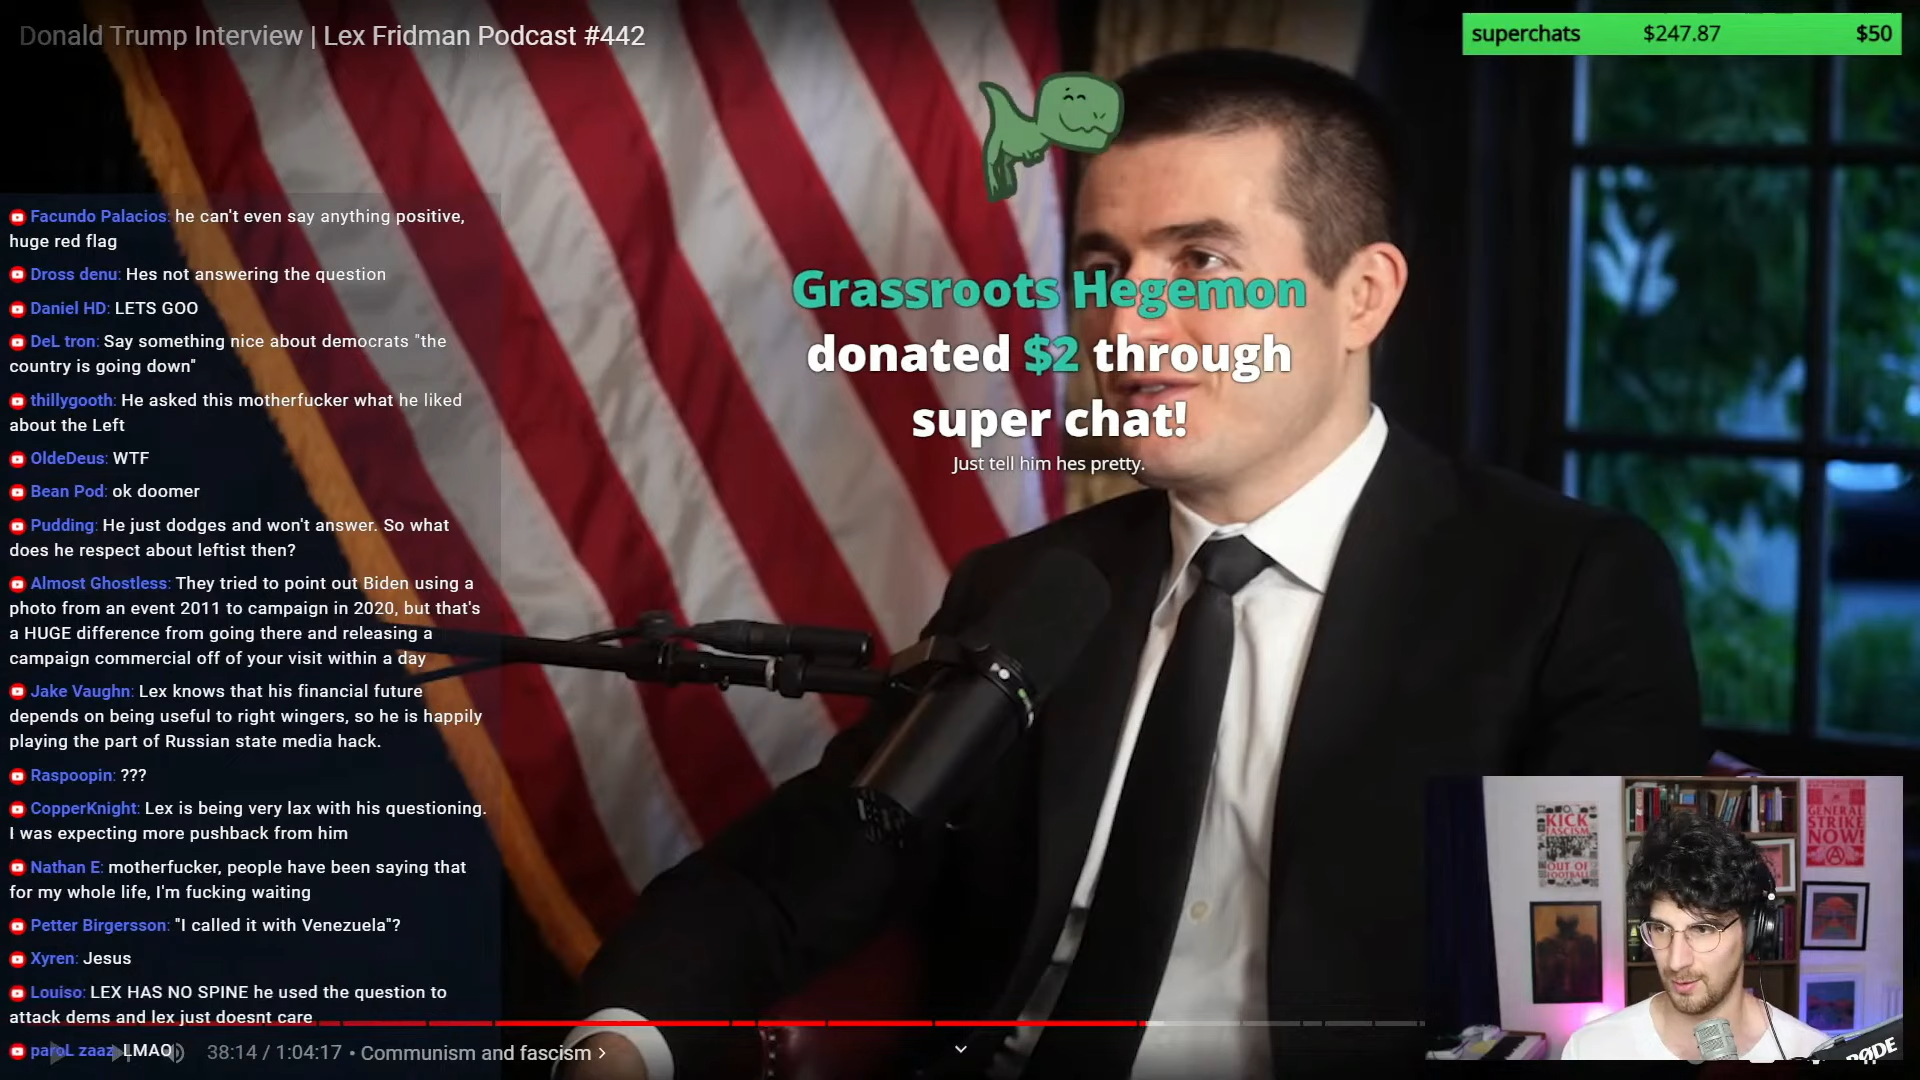 Donald Trump Interview | Lex Fridman Podcast #442
superchats $247.87 $50
Grassroots Hegemon
donated $2 through
super chat!
Just tell him hes pretty.
Facundo Palacios: he can't even say anything positive,
huge red flag
Dross denu: Hes not answering the question
Daniel HD: LETS GOO
DeL tron: Say something nice about democrats "the
country is going down"
thillygooth: He asked this motherfucker what he liked
about the Left
OldeDeus: WTF
Bean Pod: ok doomer
Pudding: He just dodges and won't answer. So what
does he respect about leftist then?
Almost Ghostless: They tried to point out Biden using a
photo from an event 2011 to campaign in 2020, but that's
a HUGE difference from going there and releasing a
campaign commercial off of your visit within a day
Jake Vaughn: Lex knows that his financial future
depends on being useful to right wingers, so he is happily
playing the part of Russian state media hack.
Raspoopin: ???
CopperKnight: Lex is being very lax with his questioning.
I was expecting more pushback from him
Nathan E: motherfucker, people have been saying that
for my whole life, I'm fucking waiting
Petter Birgersson: "I called it with Venezuela"?
Xyren: Jesus
Louiso: LEX HAS NO SPINE he used the question to
attack dems and lex just doesnt care
paroL zaaz: LMAO
38:14 / 1:04:17 • Communism and fascism >
KICK
FASCISM
OUT OF
FOOTBALL
GENERAL
STRIKE
NOW!
RØDE